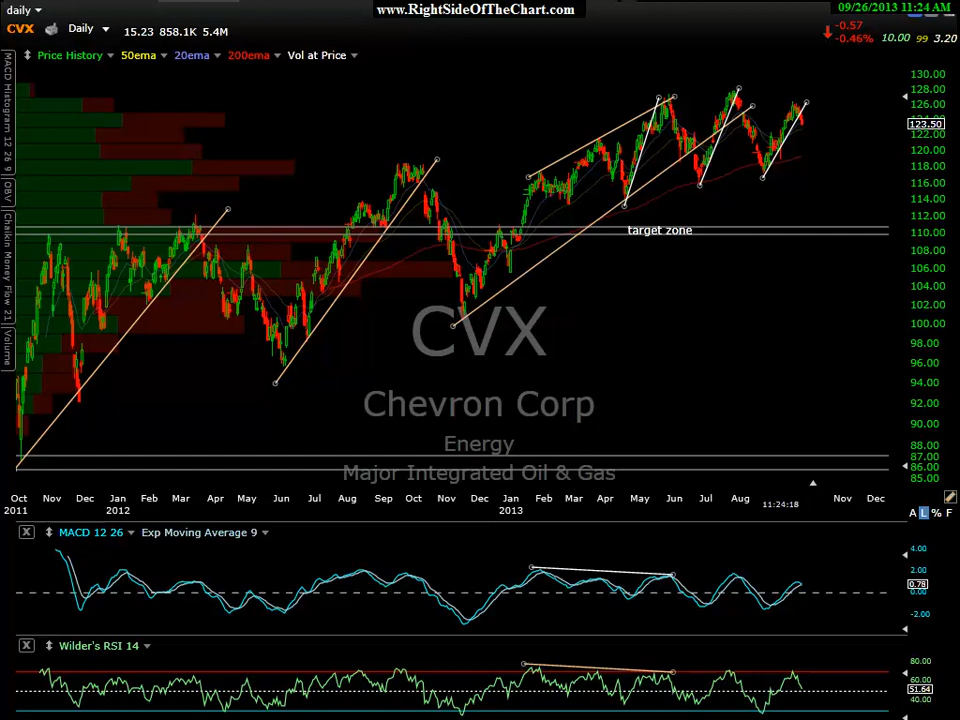 daily
www.RightSideOfTheChart.com
09/26/2013 11:24 AM
CVX Daily 15.23 858.1K 5.4M
-0.57
-0.46% 10.00 99 3.20
Price History 50ema 20ema 200ema Vol at Price
MACD Histogram 12 26 9
OBV
Chaikin Money Flow 21
Volume
130.00
128.00
126.00
123.50
122.00
120.00
118.00
116.00
114.00
112.00
110.00
108.00
106.00
104.00
102.00
100.00
98.00
96.00
94.00
92.00
90.00
88.00
87.00
86.00
85.00
target zone
CVX
Chevron Corp
Energy
Major Integrated Oil & Gas
Oct Nov Dec Jan Feb Mar Apr May Jun Jul Aug Sep Oct Nov Dec Jan Feb Mar Apr May Jun Jul Aug 11:24:18 Nov Dec
2011 2012 2013
A L % F
X MACD 12 26 Exp Moving Average 9
4.00
2.00
0.78
0.00
-2.00
X Wilder's RSI 14
80.00
60.00
51.64
40.00